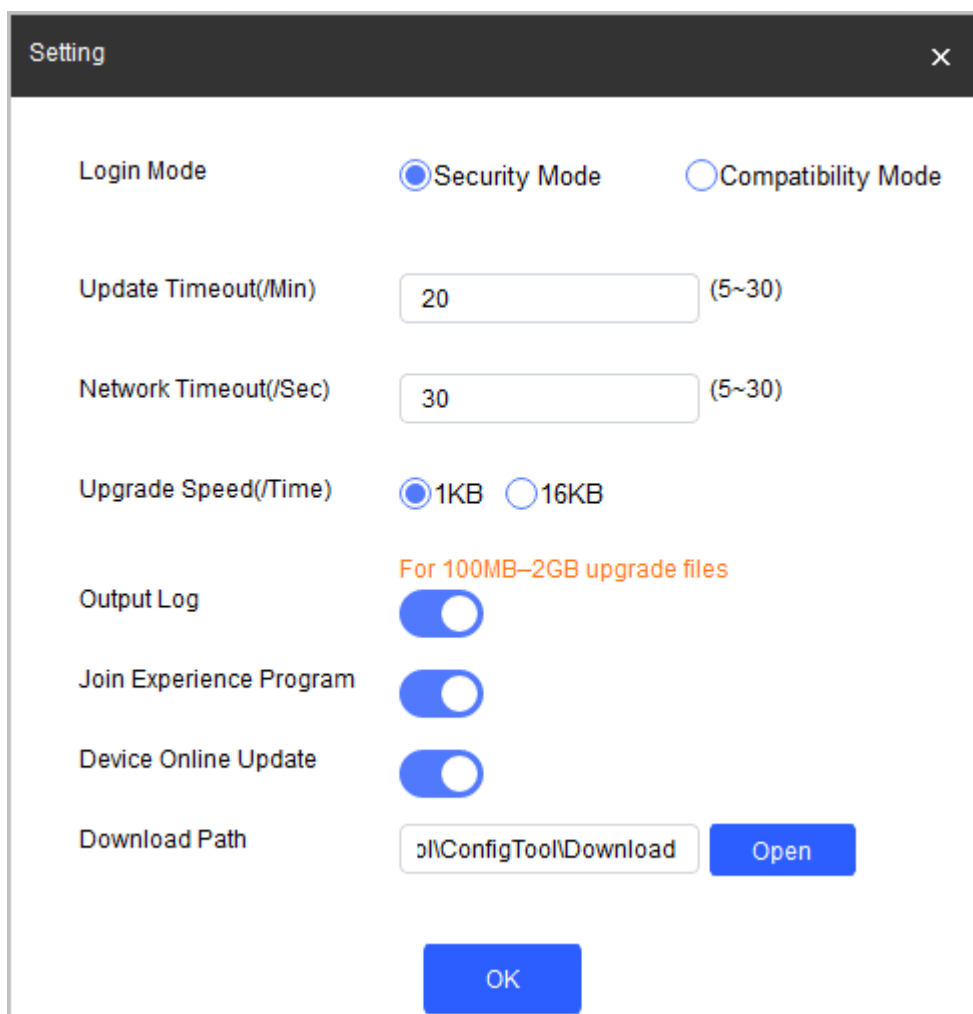 Setting
Login Mode Security Mode Compatibility Mode
Update Timeout(/Min) 20 (5~30)
Network Timeout(/Sec) 30 (5~30)
Upgrade Speed(/Time) 1KB 16KB
For 100MB–2GB upgrade files
Output Log
Join Experience Program
Device Online Update
Download Path ol\ConfigTool\Download Open
OK